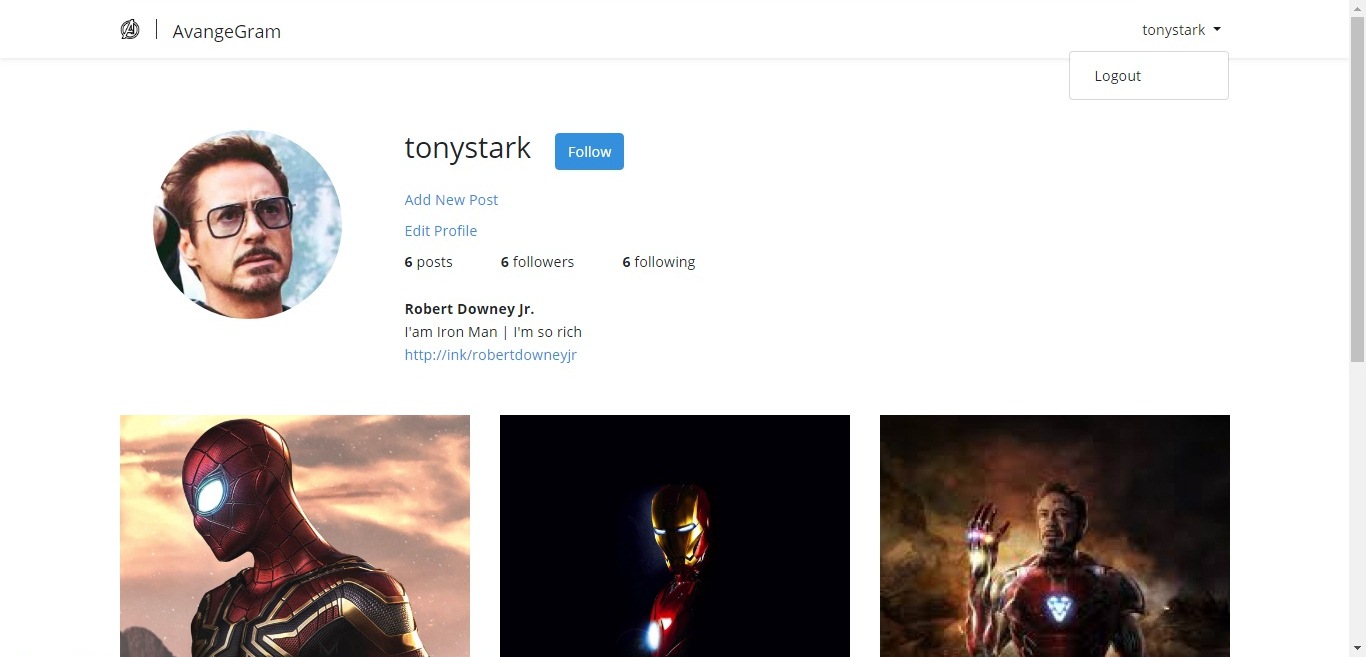 AvangeGram
tonystark
Logout
tonystark
Follow
Add New Post
Edit Profile
6 posts 6 followers 6 following
Robert Downey Jr.
I'am Iron Man | I'm so rich
http://ink/robertdowneyjr